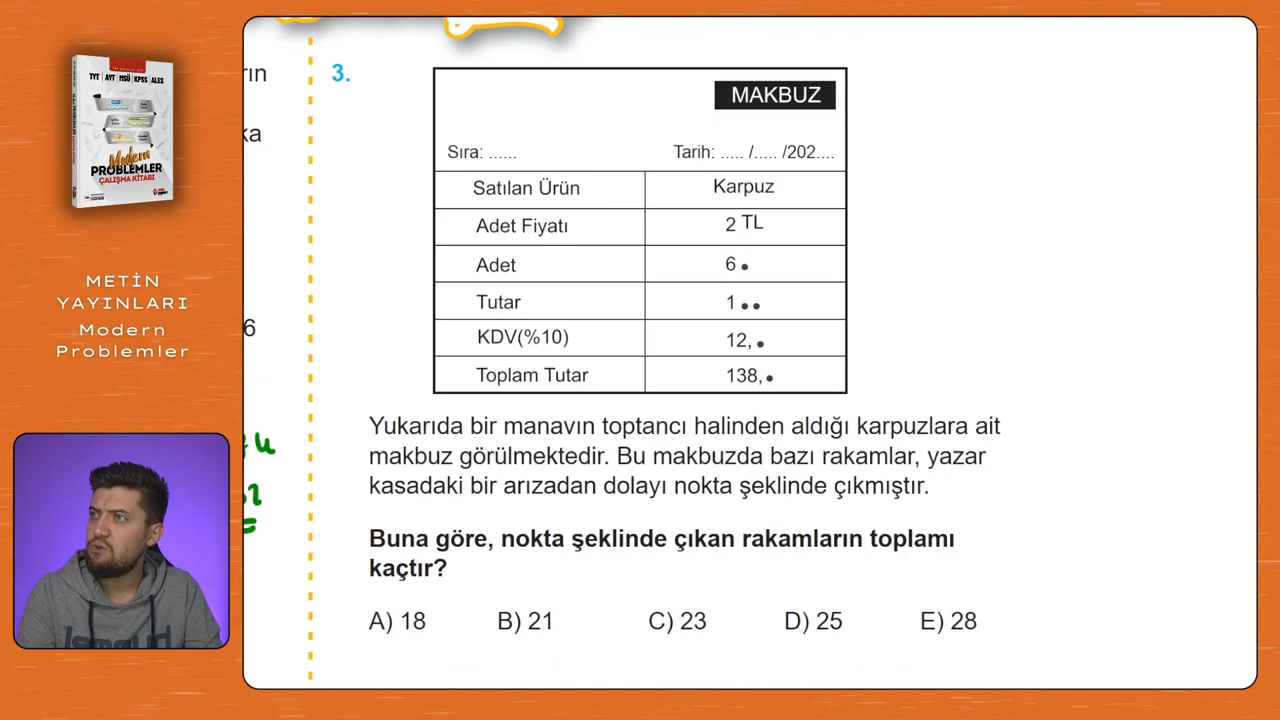 TYT | AYT | MSÜ | KPSS | ALES
Modern
PROBLEMLER
ÇALIŞMA KİTABI
METİN
YAYINLARI
Modern
Problemler
rın
ka
6
3.
MAKBUZ
Sıra: ...... Tarih: ..... /..... /202....
Satılan Ürün Karpuz
Adet Fiyatı 2 TL
Adet 6•
Tutar 1••
KDV(%10) 12,•
Toplam Tutar 138,•
Yukarıda bir manavın toptancı halinden aldığı karpuzlara ait
makbuz görülmektedir. Bu makbuzda bazı rakamlar, yazar
kasadaki bir arızadan dolayı nokta şeklinde çıkmıştır.
Buna göre, nokta şeklinde çıkan rakamların toplamı
kaçtır?
A) 18 B) 21 C) 23 D) 25 E) 28